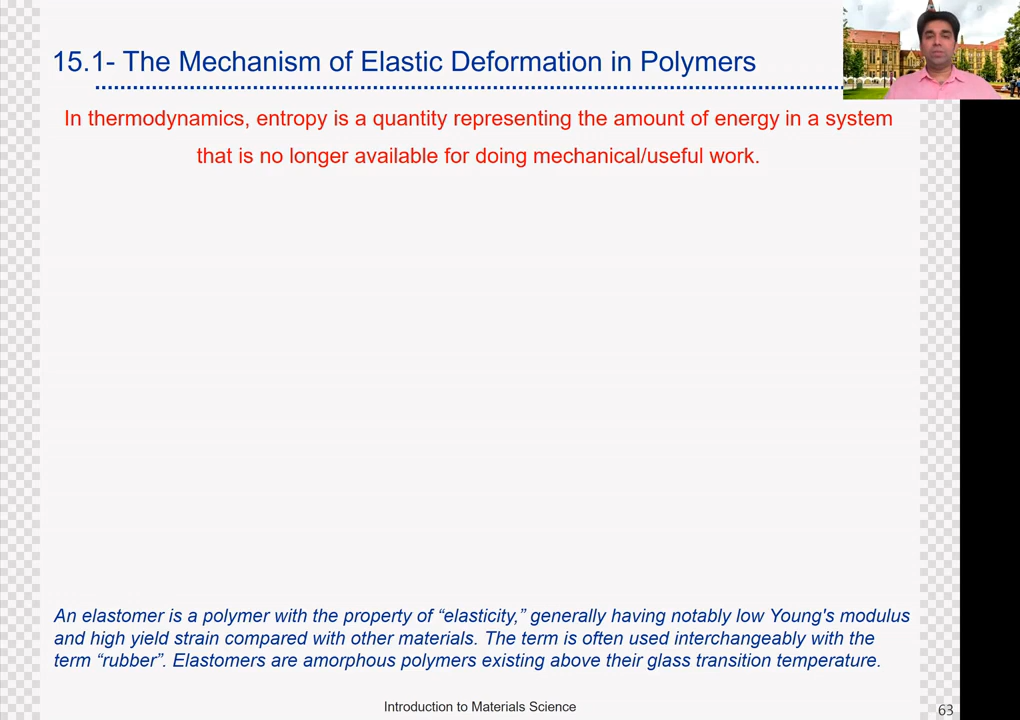 15.1- The Mechanism of Elastic Deformation in Polymers
In thermodynamics, entropy is a quantity representing the amount of energy in a system
that is no longer available for doing mechanical/useful work.
An elastomer is a polymer with the property of “elasticity,” generally having notably low Young's modulus
and high yield strain compared with other materials. The term is often used interchangeably with the
term “rubber”. Elastomers are amorphous polymers existing above their glass transition temperature.
Introduction to Materials Science
63